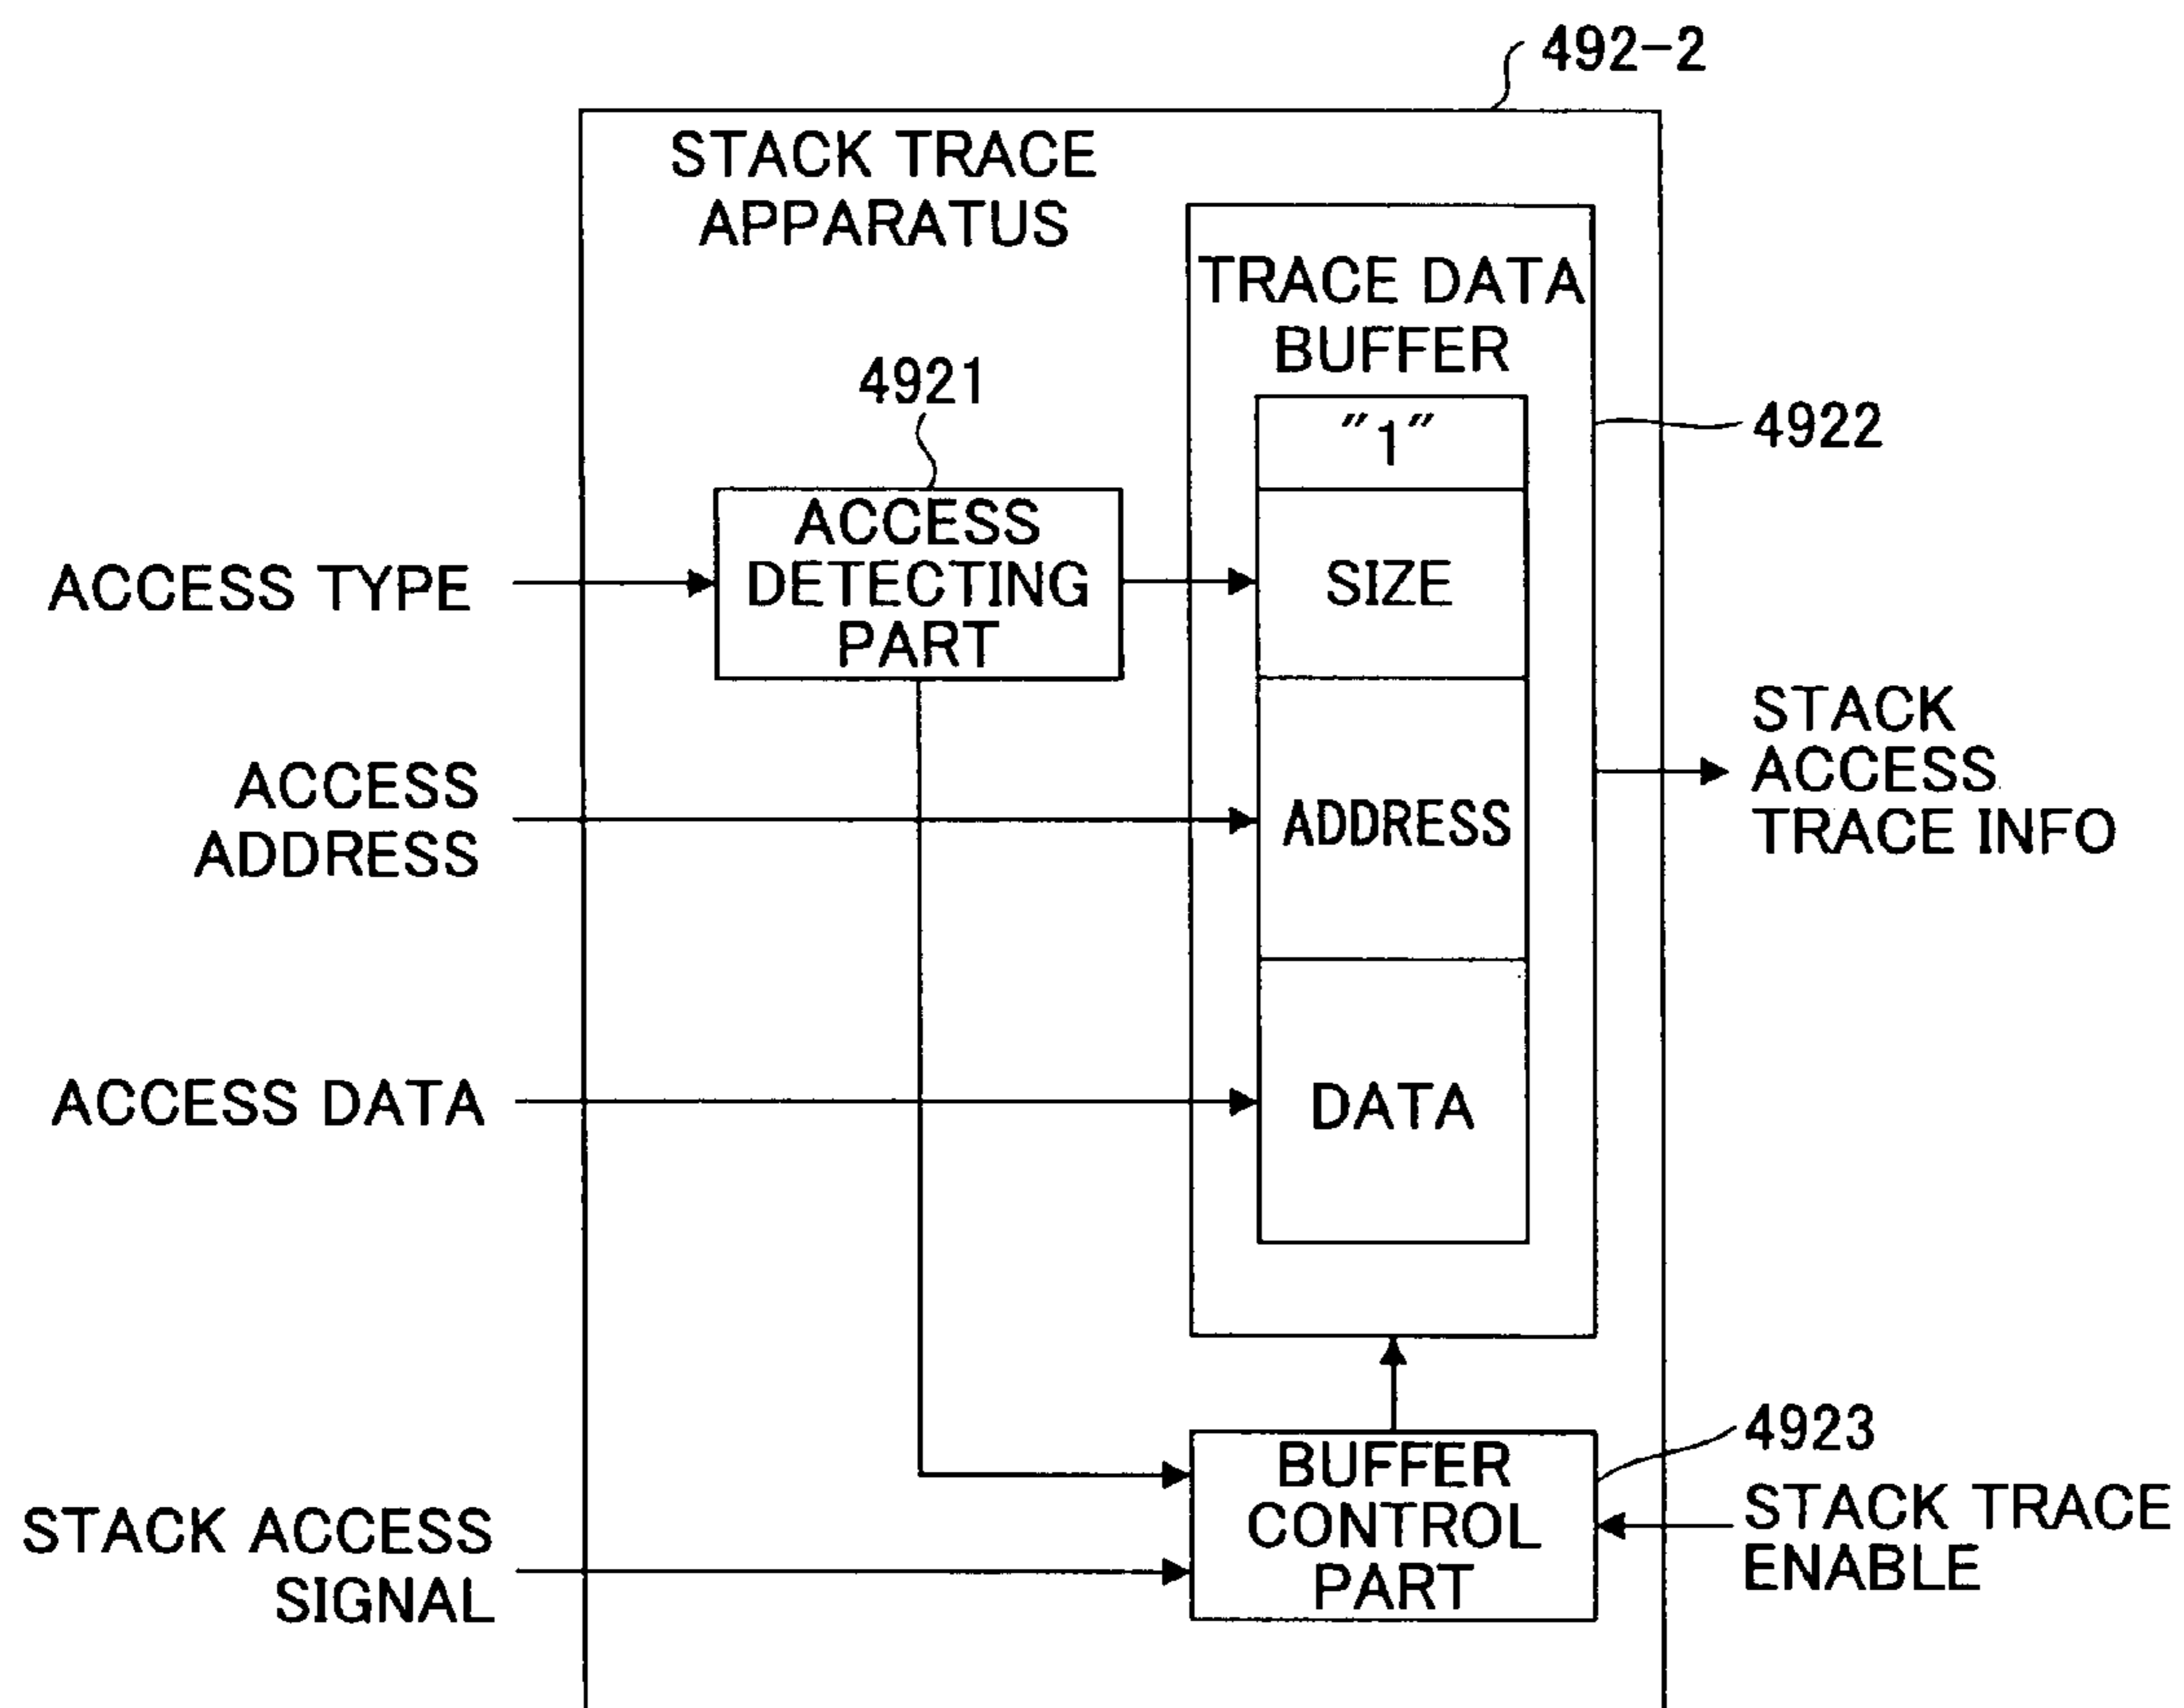 492-2
STACK TRACE
APPARATUS
TRACE DATA
BUFFER
4921
"1"
4922
ACCESS
DETECTING
PART
ACCESS TYPE
SIZE
STACK
ACCESS
TRACE INFO
ACCESS
ADDRESS
ADDRESS
ACCESS DATA
DATA
4923
BUFFER
CONTROL
PART
STACK ACCESS
SIGNAL
STACK TRACE
ENABLE